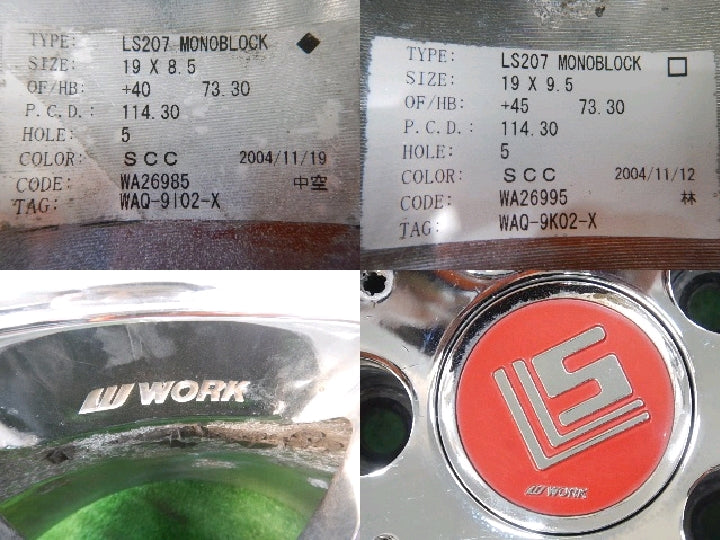 TYPE: LS207 MONOBLOCK ◆
SIZE: 19 X 8.5
OF/HB: +40 73.30
P.C.D.: 114.30
HOLE: 5
COLOR: SCC 2004/11/19
CODE: WA26985 中空
TAG: WAQ-9I02-X
TYPE: LS207 MONOBLOCK □
SIZE: 19 X 9.5
OF/HB: +45 73.30
P.C.D.: 114.30
HOLE: 5
COLOR: SCC 2004/11/12
CODE: WA26995 林
TAG: WAQ-9K02-X
W WORK
LS
W WORK